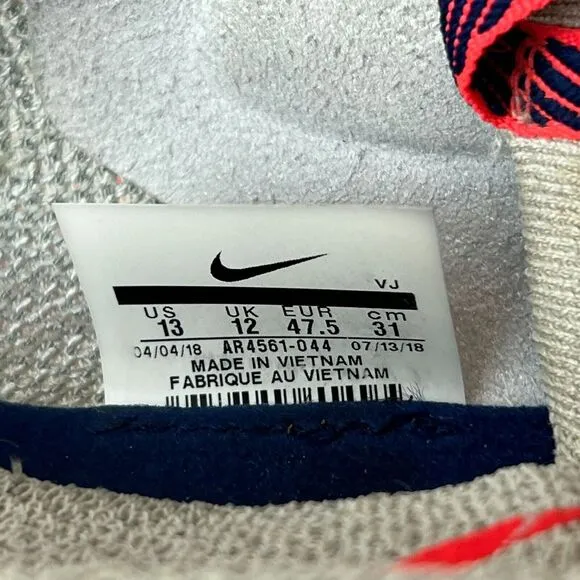 VJ
US UK EUR cm
13 12 47.5 31
04/04/18 AR4561-044 07/13/18
MADE IN VIETNAM
FABRIQUE AU VIETNAM